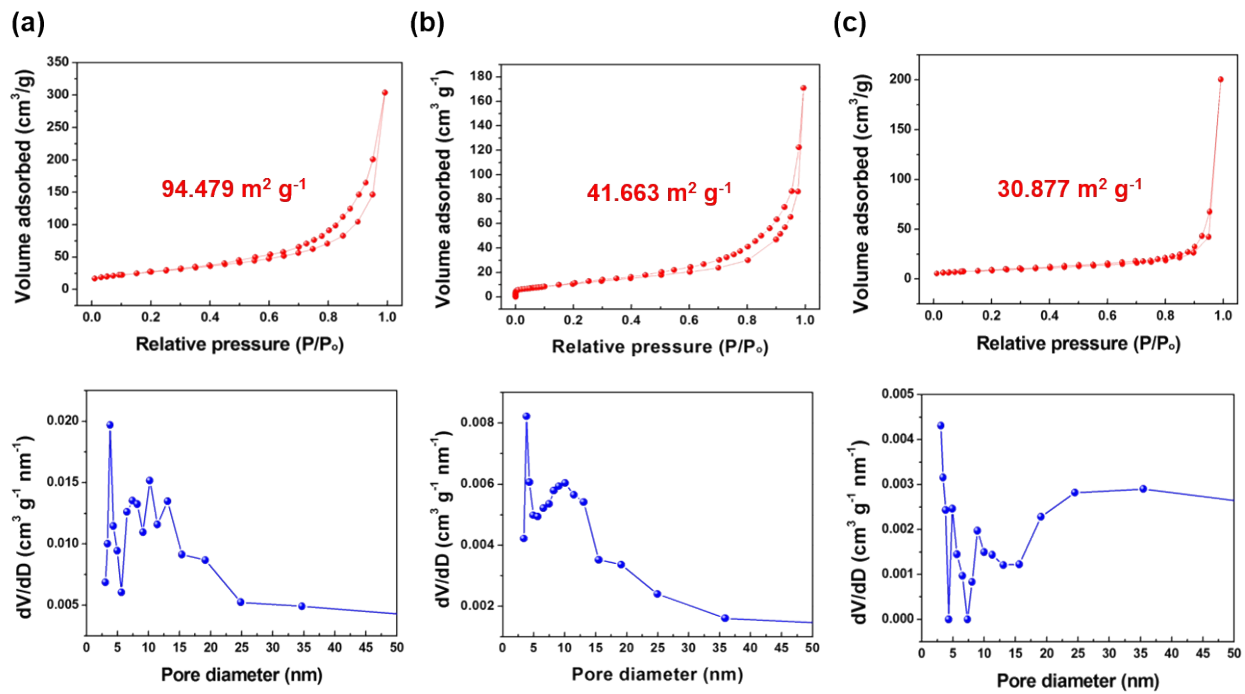 (a)
(b)
(c)
Volume adsorbed (cm³/g)
350
300
250
200
150
100
50
0
94.479 m² g⁻¹
0.0 0.2 0.4 0.6 0.8 1.0
Relative pressure (P/Pₒ)
Volume adsorbed (cm³ g⁻¹)
180
160
140
120
100
80
60
40
20
0
41.663 m² g⁻¹
0.0 0.2 0.4 0.6 0.8 1.0
Relative pressure (P/Pₒ)
Volume adsorbed (cm³/g)
200
150
100
50
0
30.877 m² g⁻¹
0.0 0.2 0.4 0.6 0.8 1.0
Relative pressure (P/Pₒ)
dV/dD (cm³ g⁻¹ nm⁻¹)
0.020
0.015
0.010
0.005
0 5 10 15 20 25 30 35 40 45 50
Pore diameter (nm)
dV/dD (cm³ g⁻¹ nm⁻¹)
0.008
0.006
0.004
0.002
0 5 10 15 20 25 30 35 40 45 50
Pore diameter (nm)
dV/dD (cm³ g⁻¹ nm⁻¹)
0.005
0.004
0.003
0.002
0.001
0.000
0 5 10 15 20 25 30 35 40 45 50
Pore diameter (nm)